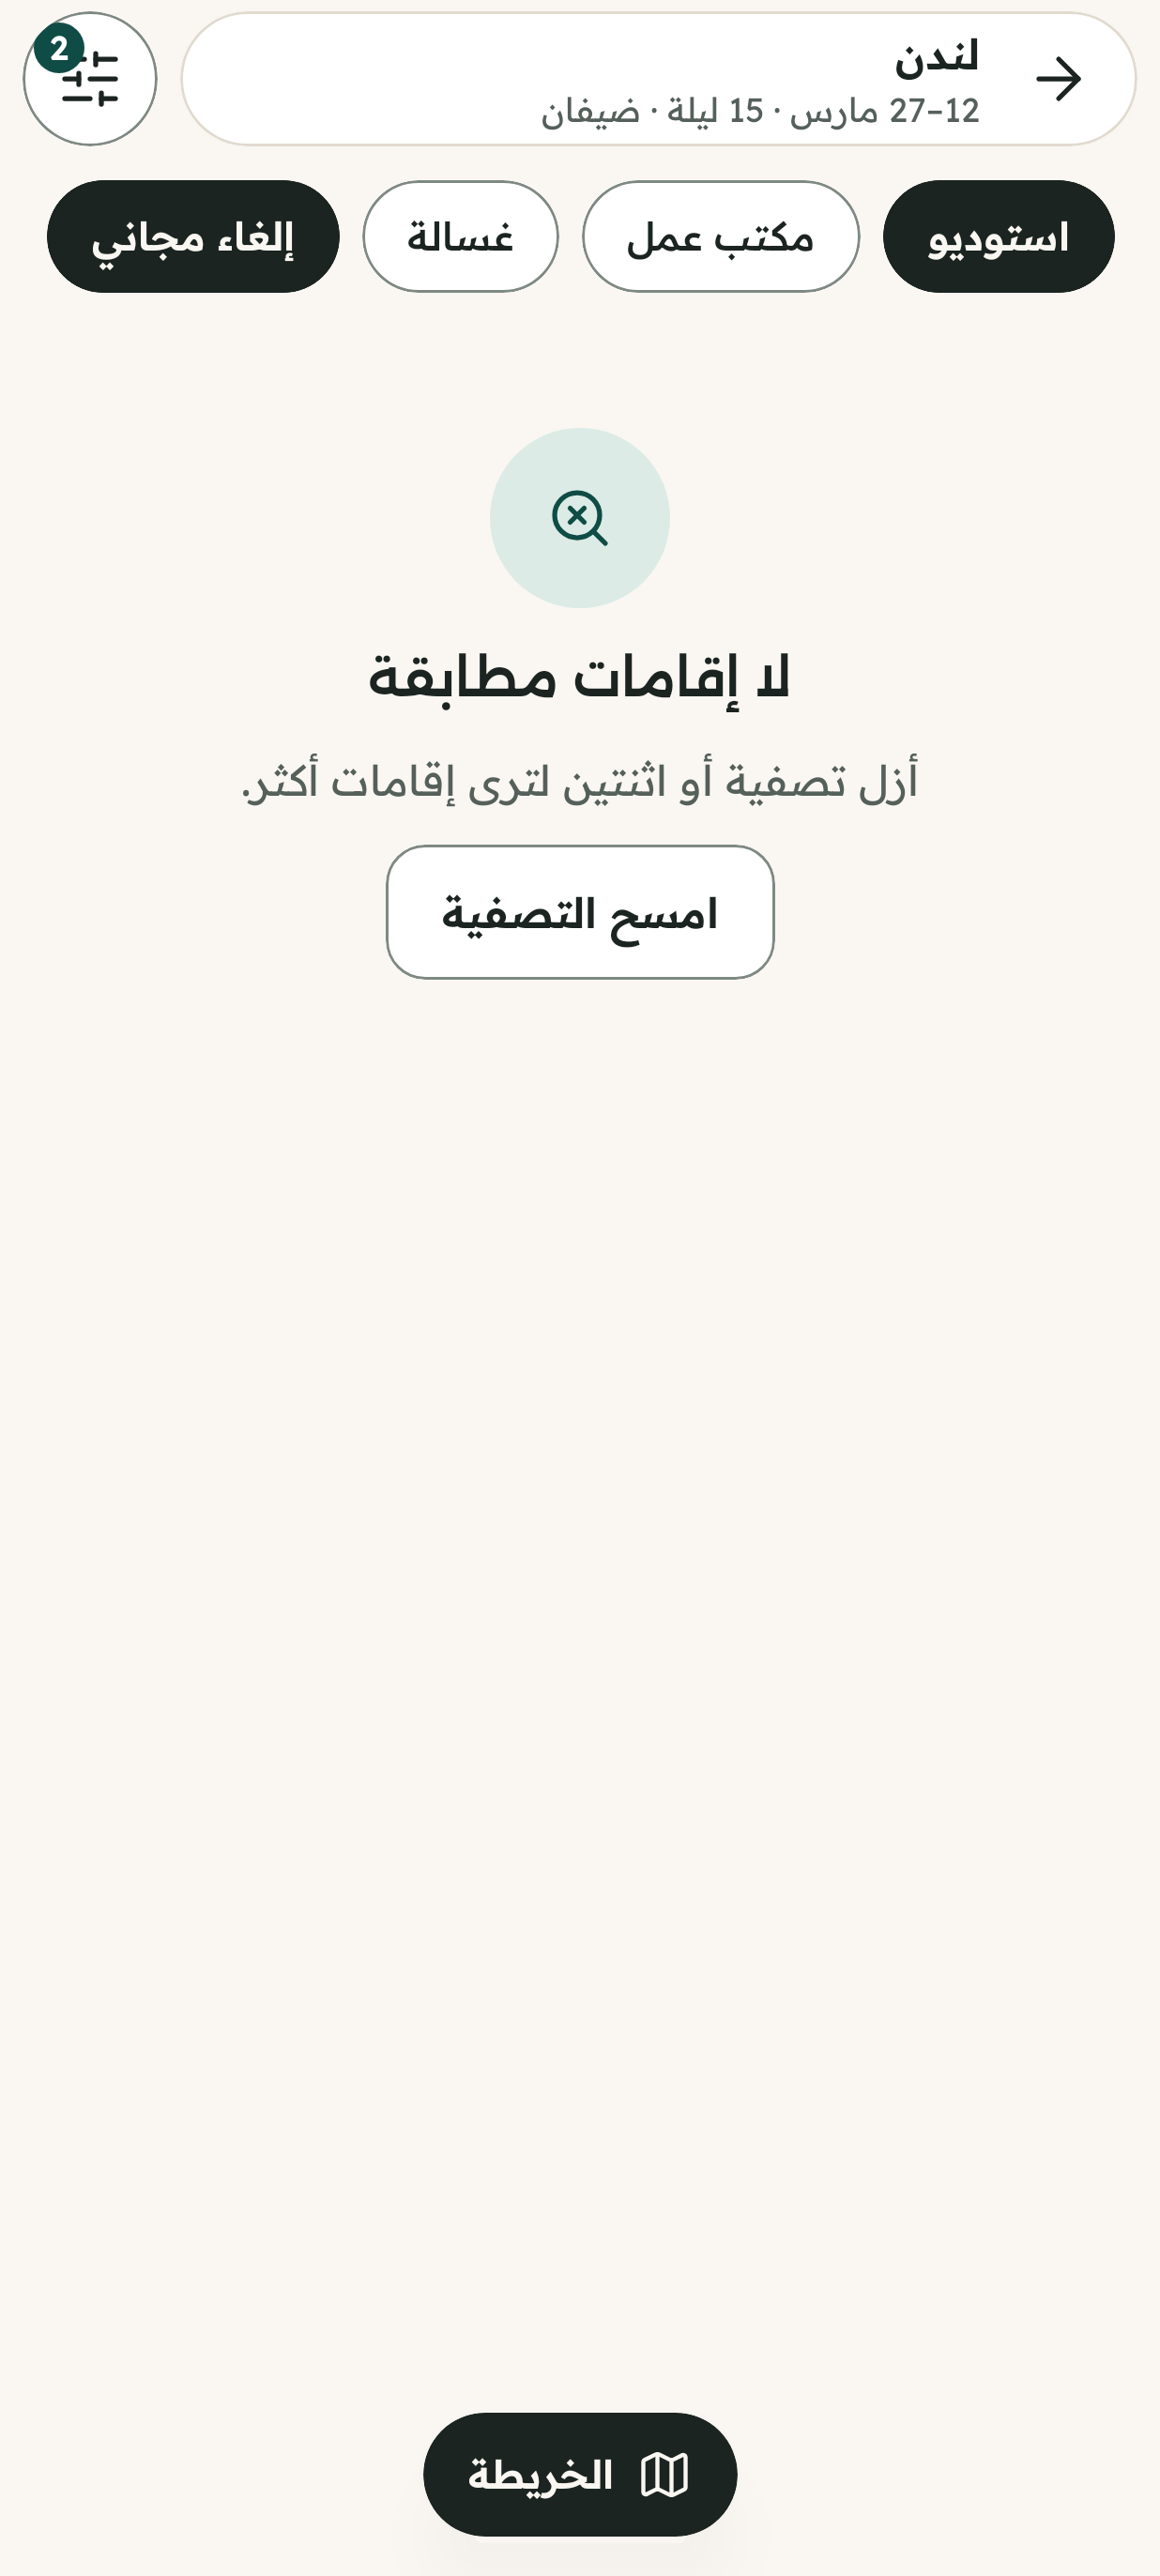 لندن
12–27 مارس · 15 ليلة · ضيفان
2
استوديو
مكتب عمل
غسالة
إلغاء مجاني
لا إقامات مطابقة
أزل تصفية أو اثنتين لترى إقامات أكثر.
امسح التصفية
الخريطة